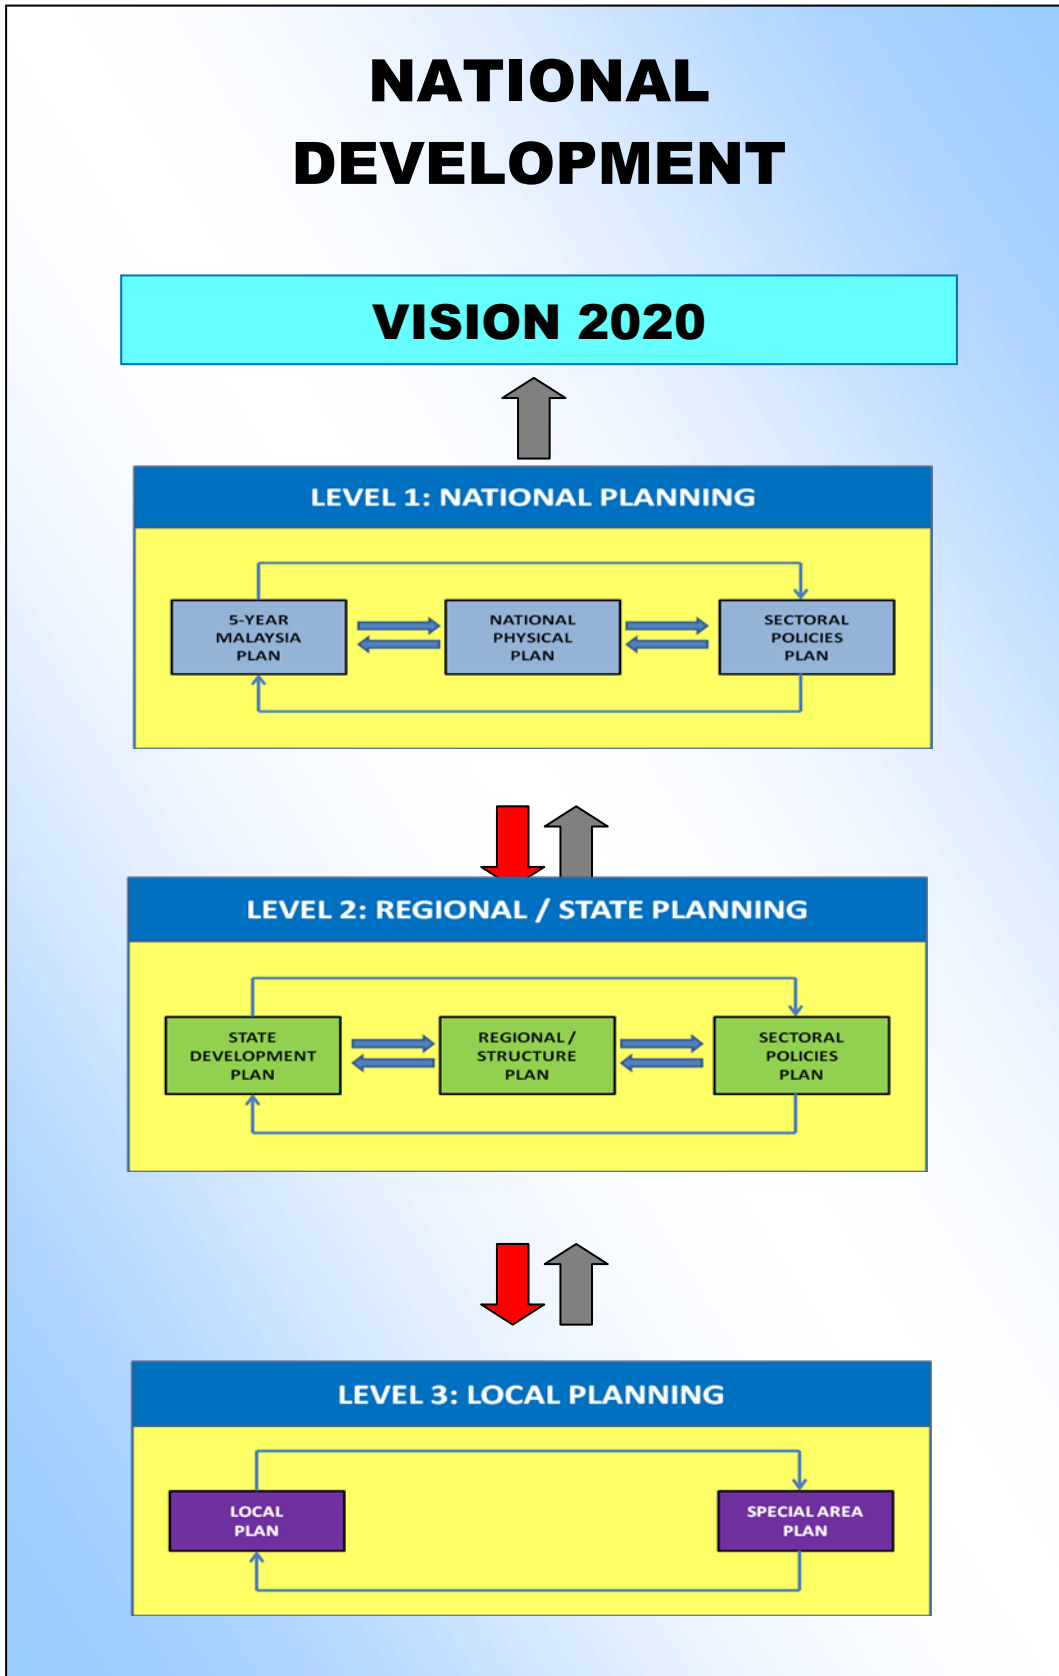 NATIONAL
DEVELOPMENT
VISION 2020
LEVEL 1: NATIONAL PLANNING
5-YEAR
MALAYSIA
PLAN
NATIONAL
PHYSICAL
PLAN
SECTORAL
POLICIES
PLAN
LEVEL 2: REGIONAL / STATE PLANNING
STATE
DEVELOPMENT
PLAN
REGIONAL /
STRUCTURE
PLAN
SECTORAL
POLICIES
PLAN
LEVEL 3: LOCAL PLANNING
LOCAL
PLAN
SPECIAL AREA
PLAN